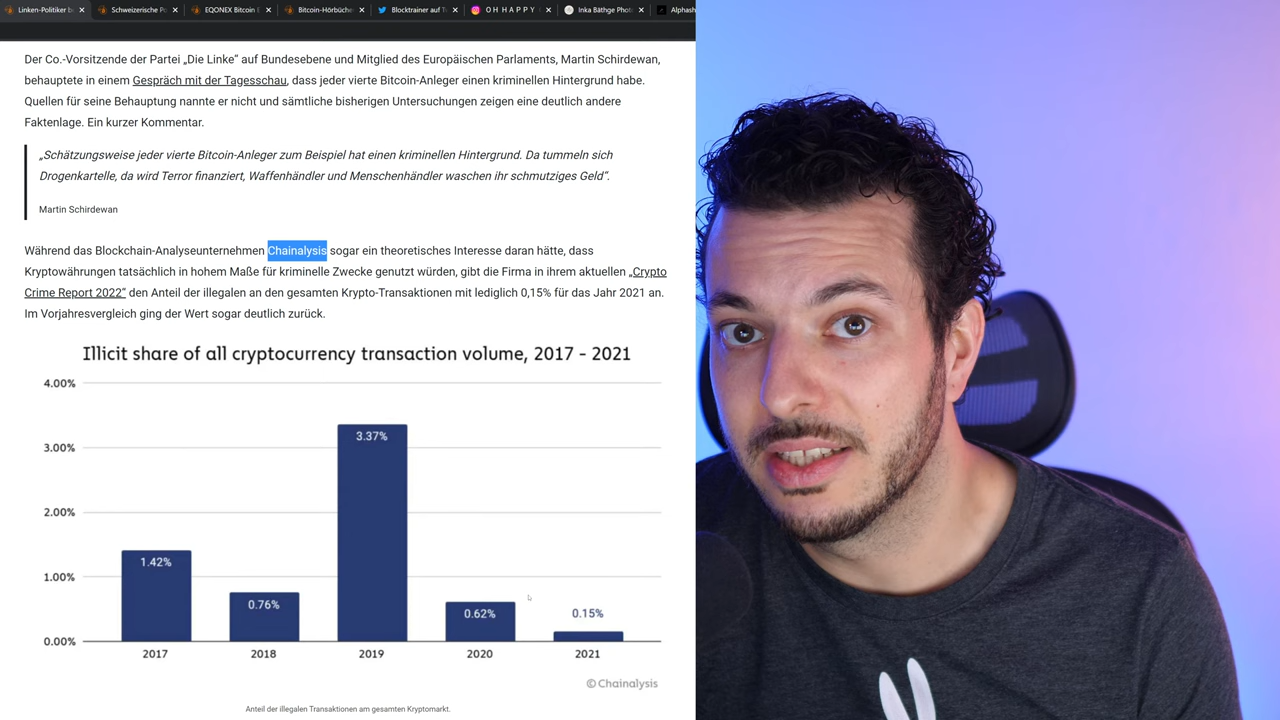 Linken-Politiker b
Schweizerische Po
EQONEX Bitcoin E
Bitcoin-Hörbüche
Blocktrainer auf T
O H H A P P Y
Inka Bäthge Phot
Alphash
Der Co.-Vorsitzende der Partei „Die Linke“ auf Bundesebene und Mitglied des Europäischen Parlaments, Martin Schirdewan,
behauptete in einem Gespräch mit der Tagesschau, dass jeder vierte Bitcoin-Anleger einen kriminellen Hintergrund habe.
Quellen für seine Behauptung nannte er nicht und sämtliche bisherigen Untersuchungen zeigen eine deutlich andere
Faktenlage. Ein kurzer Kommentar.
„Schätzungsweise jeder vierte Bitcoin-Anleger zum Beispiel hat einen kriminellen Hintergrund. Da tummeln sich
Drogenkartelle, da wird Terror finanziert, Waffenhändler und Menschenhändler waschen ihr schmutziges Geld“.
Martin Schirdewan
Während das Blockchain-Analyseunternehmen Chainalysis sogar ein theoretisches Interesse daran hätte, dass
Kryptowährungen tatsächlich in hohem Maße für kriminelle Zwecke genutzt würden, gibt die Firma in ihrem aktuellen „Crypto
Crime Report 2022“ den Anteil der illegalen an den gesamten Krypto-Transaktionen mit lediglich 0,15% für das Jahr 2021 an.
Im Vorjahresvergleich ging der Wert sogar deutlich zurück.
Illicit share of all cryptocurrency transaction volume, 2017 - 2021
4.00%
3.00%
2.00%
1.00%
0.00%
1.42%
0.76%
3.37%
0.62%
0.15%
2017
2018
2019
2020
2021
© Chainalysis
Anteil der illegalen Transaktionen am gesamten Kryptomarkt.